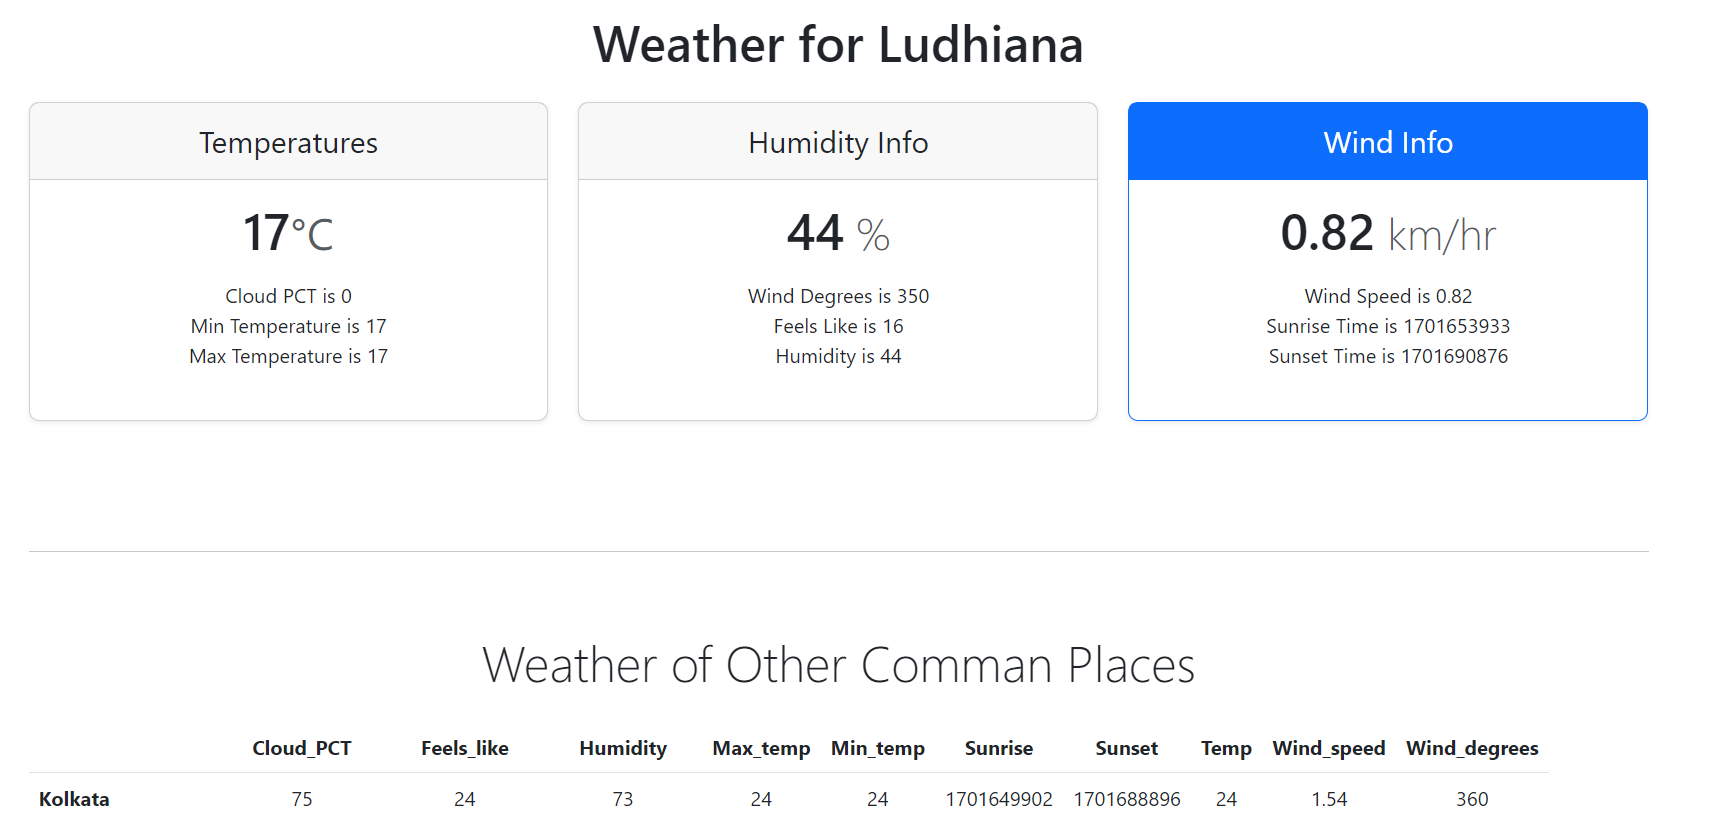 Weather for Ludhiana
Temperatures
17°C
Cloud PCT is 0
Min Temperature is 17
Max Temperature is 17
Humidity Info
44 %
Wind Degrees is 350
Feels Like is 16
Humidity is 44
Wind Info
0.82 km/hr
Wind Speed is 0.82
Sunrise Time is 1701653933
Sunset Time is 1701690876
Weather of Other Comman Places
Cloud_PCT Feels_like Humidity Max_temp Min_temp Sunrise Sunset Temp Wind_speed Wind_degrees
Kolkata 75 24 73 24 24 1701649902 1701688896 24 1.54 360